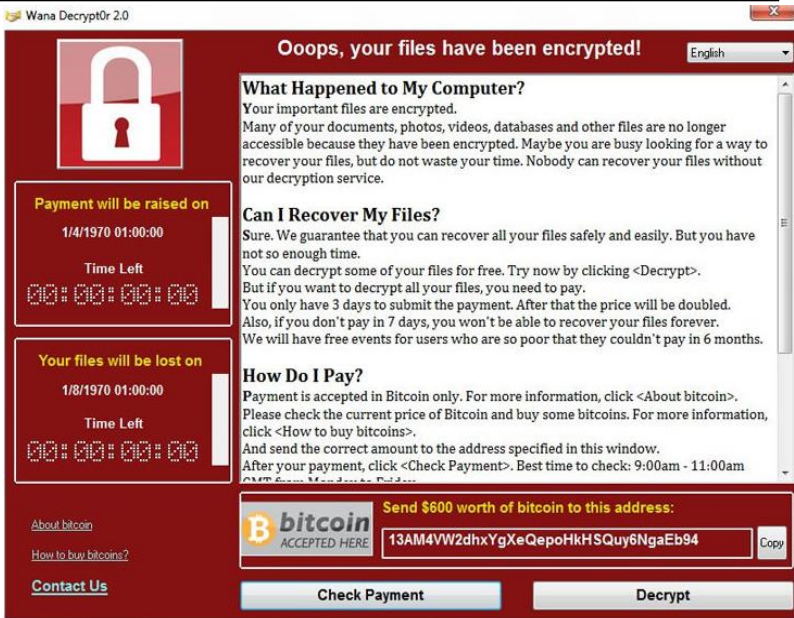 Wana Decrypt0r 2.0
Ooops, your files have been encrypted!
English
Payment will be raised on
1/4/1970 01:00:00
Time Left
00:00:00:00
Your files will be lost on
1/8/1970 01:00:00
Time Left
00:00:00:00
About bitcoin
How to buy bitcoins?
Contact Us
What Happened to My Computer?
Your important files are encrypted.
Many of your documents, photos, videos, databases and other files are no longer
accessible because they have been encrypted. Maybe you are busy looking for a way to
recover your files, but do not waste your time. Nobody can recover your files without
our decryption service.
Can I Recover My Files?
Sure. We guarantee that you can recover all your files safely and easily. But you have
not so enough time.
You can decrypt some of your files for free. Try now by clicking <Decrypt>.
But if you want to decrypt all your files, you need to pay.
You only have 3 days to submit the payment. After that the price will be doubled.
Also, if you don't pay in 7 days, you won't be able to recover your files forever.
We will have free events for users who are so poor that they couldn't pay in 6 months.
How Do I Pay?
Payment is accepted in Bitcoin only. For more information, click <About bitcoin>.
Please check the current price of Bitcoin and buy some bitcoins. For more information,
click <How to buy bitcoins>.
And send the correct amount to the address specified in this window.
After your payment, click <Check Payment>. Best time to check: 9:00am - 11:00am
GMT from Monday to Friday
bitcoin
ACCEPTED HERE
Send $600 worth of bitcoin to this address:
13AM4VW2dhxYgXeQepoHkHSQuy6NgaEb94
Copy
Check Payment
Decrypt